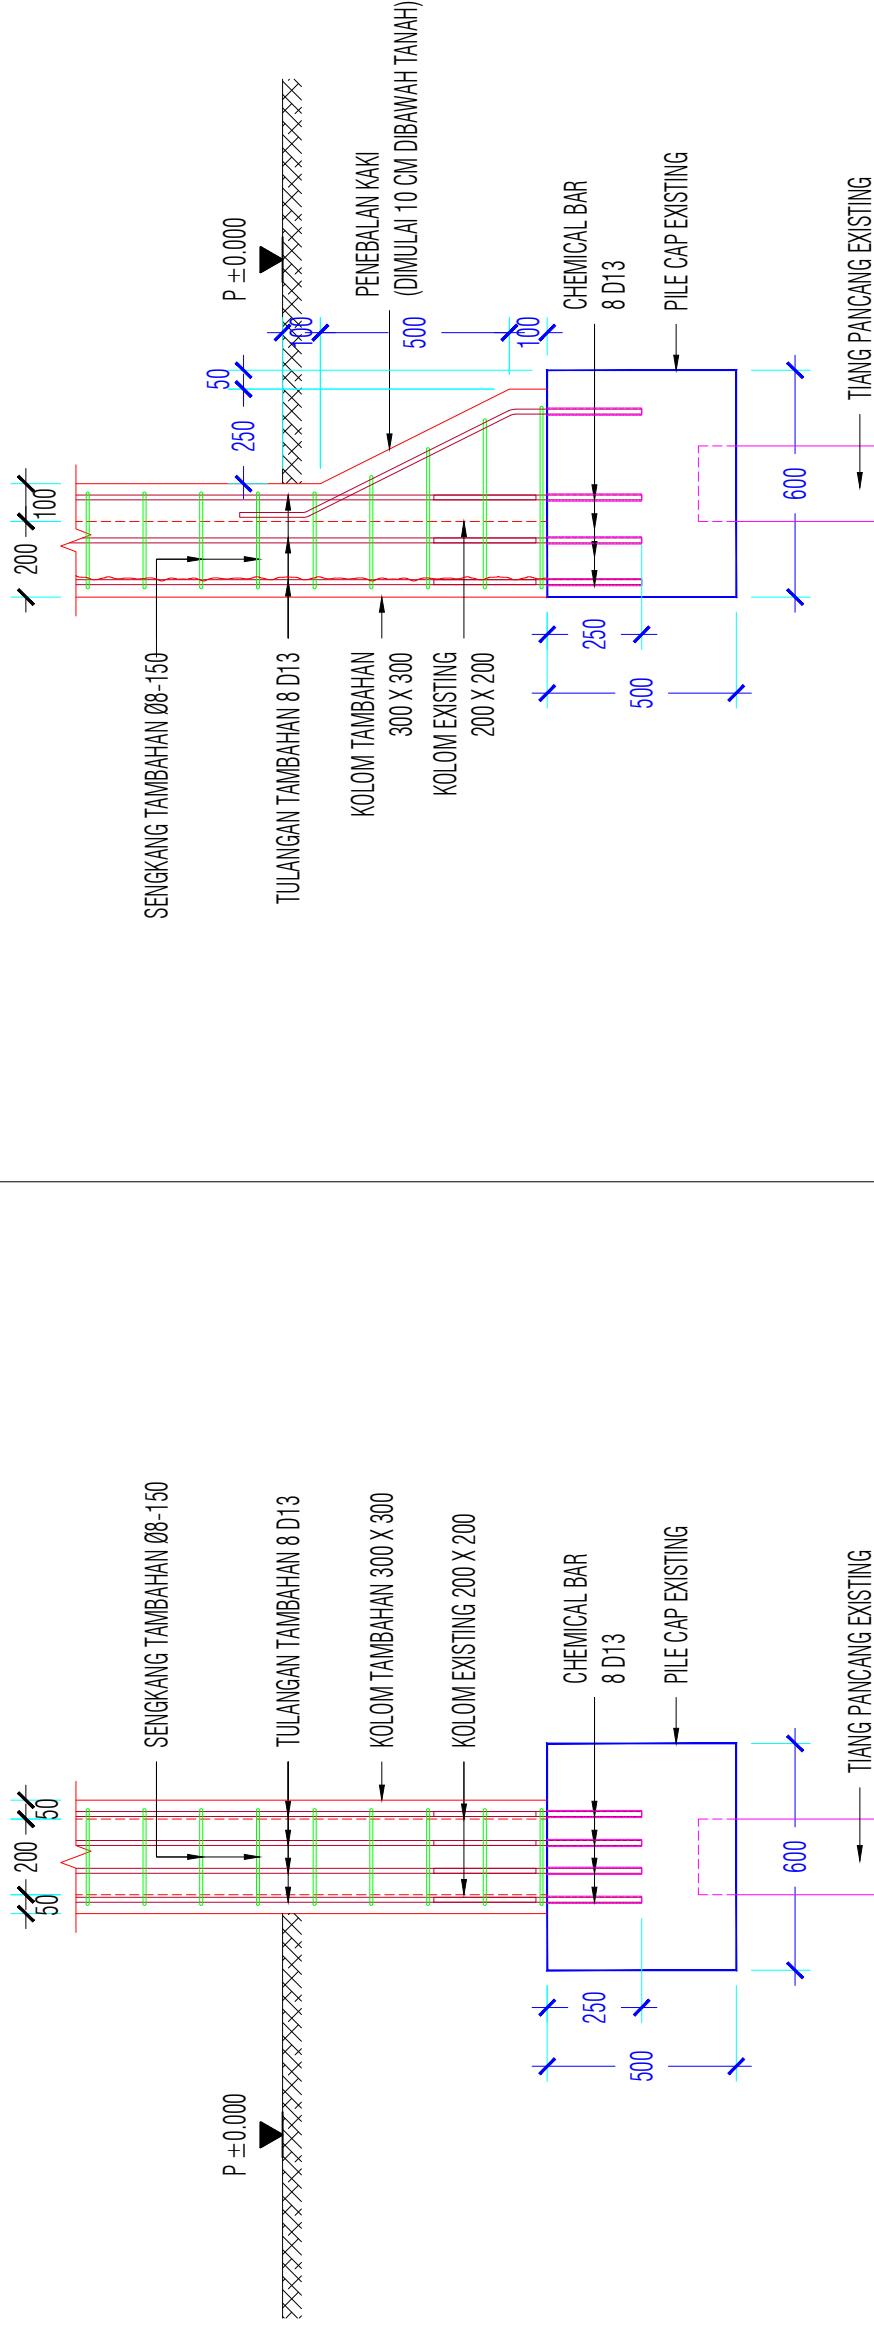 50
200
50
P ±0.000
SENGKANG TAMBAHAN Ø8-150
TULANGAN TAMBAHAN 8 D13
KOLOM TAMBAHAN 300 X 300
KOLOM EXISTING 200 X 200
CHEMICAL BAR
8 D13
250
500
PILE CAP EXISTING
600
TIANG PANCANG EXISTING
200
100
50
250
P ±0.000
100
500
100
SENGKANG TAMBAHAN Ø8-150
TULANGAN TAMBAHAN 8 D13
PENEBALAN KAKI
(DIMULAI 10 CM DIBAWAH TANAH)
KOLOM TAMBAHAN
300 X 300
KOLOM EXISTING
200 X 200
CHEMICAL BAR
8 D13
250
500
PILE CAP EXISTING
600
TIANG PANCANG EXISTING